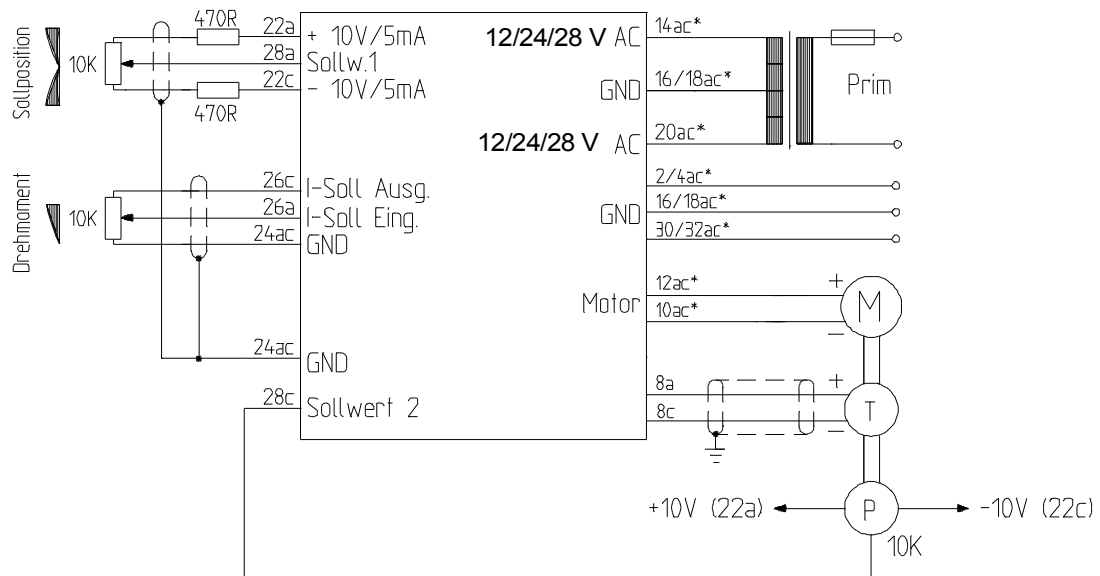 Sollposition
10K
470R
470R
22a
+ 10V/5mA
28a
Sollw.1
22c
- 10V/5mA
Drehmament
10K
26c
I-Soll Ausg.
26a
I-Soll Eing.
24ac
GND
24ac
GND
28c
Sollwert 2
12/24/28 V AC
14ac*
GND
16/18ac*
12/24/28 V AC
20ac*
Prim
2/4ac*
GND
16/18ac*
30/32ac*
Motor
12ac*
10ac*
+
M
-
8a
8c
+
T
-
+10V (22a)
P
-10V (22c)
10K